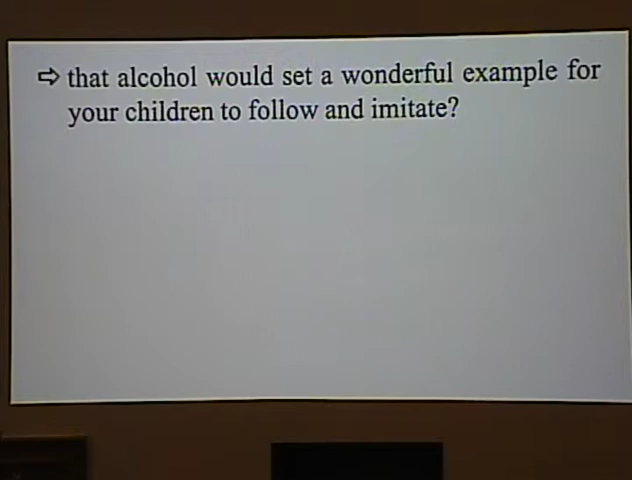 ⇨ that alcohol would set a wonderful example for
your children to follow and imitate?